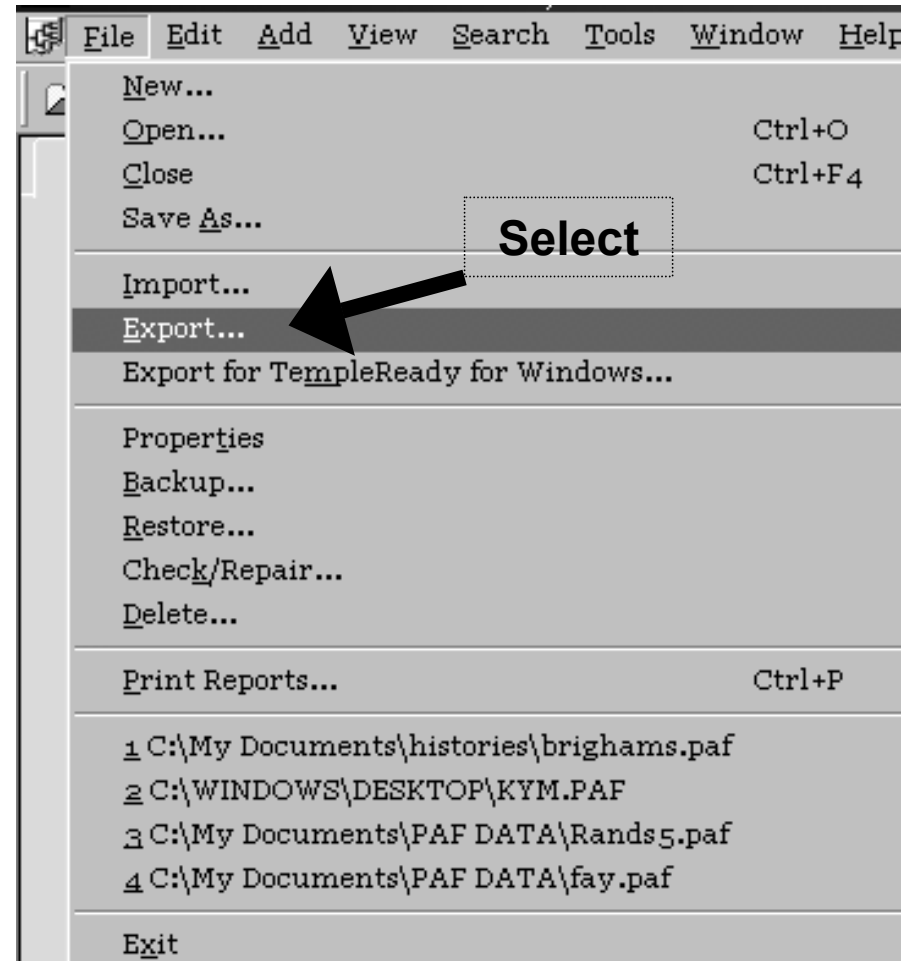 File Edit Add View Search Tools Window Help
New...
Open... Ctrl+O
Close Ctrl+F4
Save As...
Select
Import...
Export...
Export for TempleReady for Windows...
Properties
Backup...
Restore...
Check/Repair...
Delete...
Print Reports... Ctrl+P
1 C:\My Documents\histories\brighams.paf
2 C:\WINDOWS\DESKTOP\KYM.PAF
3 C:\My Documents\PAF DATA\Rands5.paf
4 C:\My Documents\PAF DATA\fay.paf
Exit